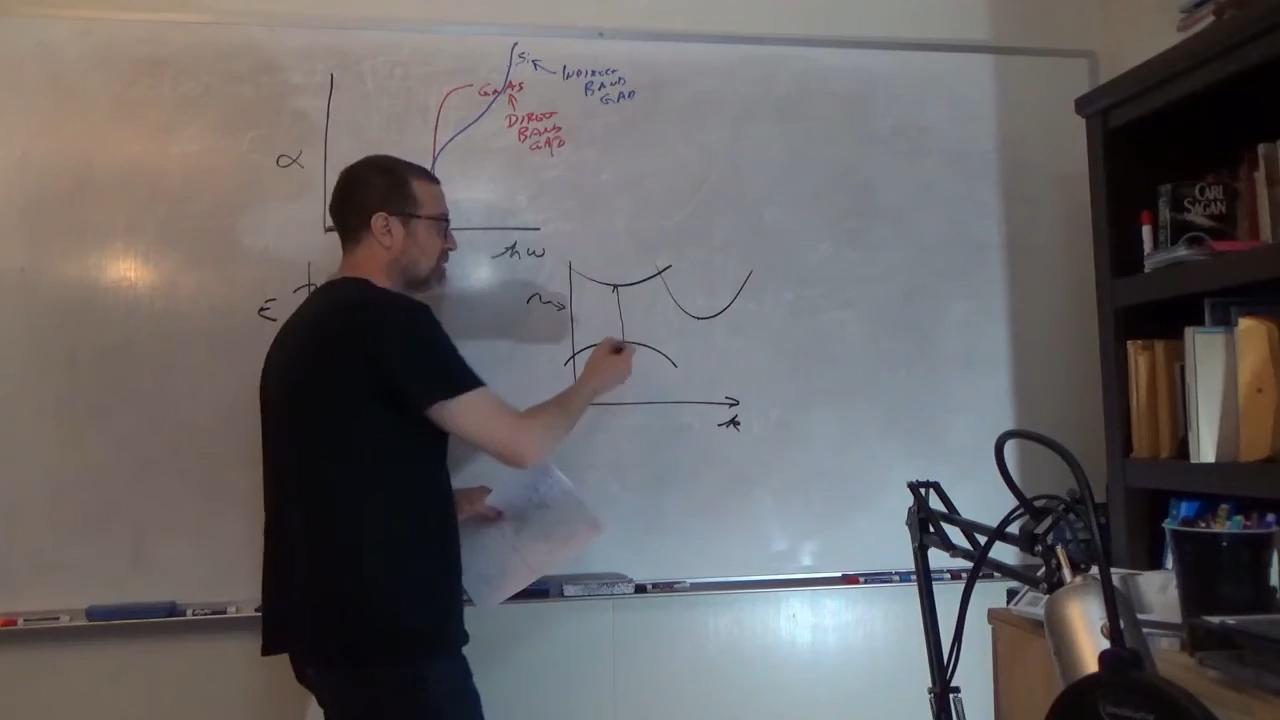 Si
INDIRECT
BAND
GAP
GaAs
DIRECT
BAND
GAP
α
ħω
E
k
CARL
SAGAN